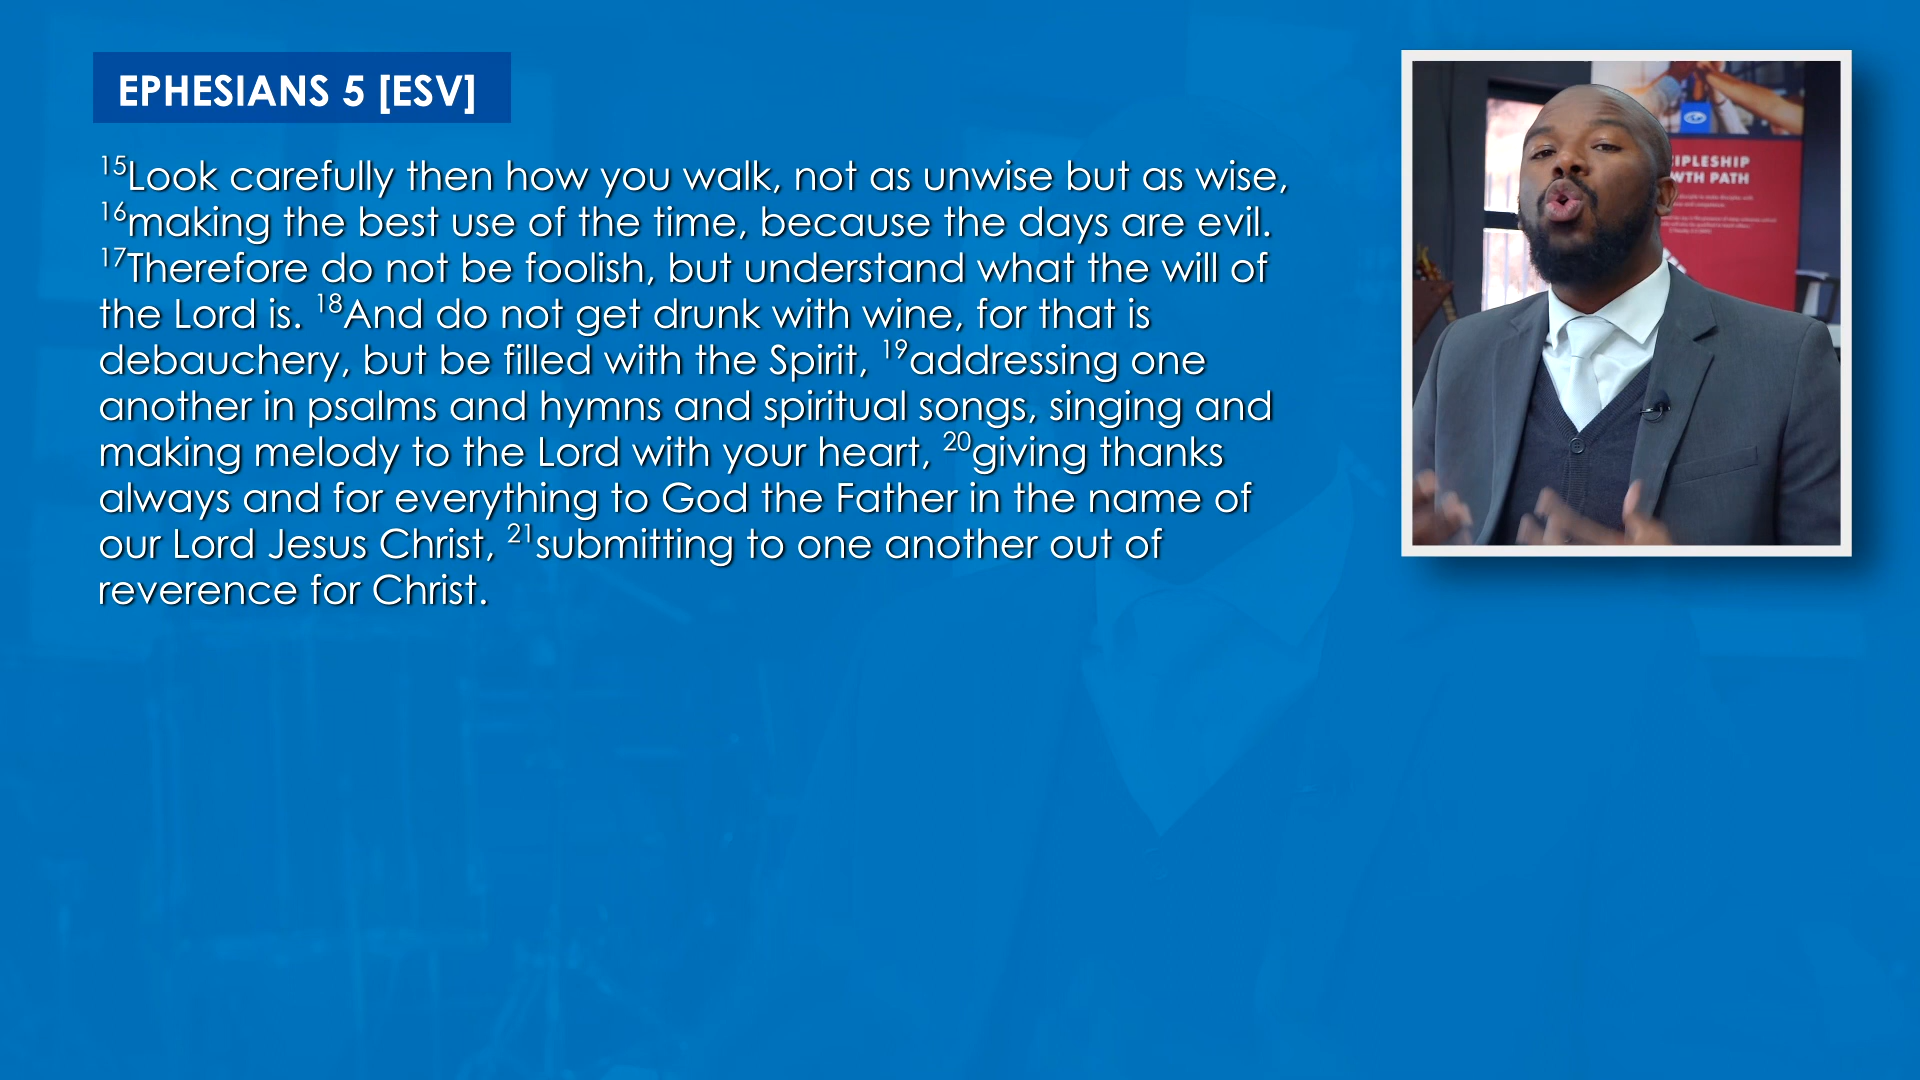 EPHESIANS 5 [ESV]
15Look carefully then how you walk, not as unwise but as wise,
16making the best use of the time, because the days are evil.
17Therefore do not be foolish, but understand what the will of
the Lord is. 18And do not get drunk with wine, for that is
debauchery, but be filled with the Spirit, 19addressing one
another in psalms and hymns and spiritual songs, singing and
making melody to the Lord with your heart, 20giving thanks
always and for everything to God the Father in the name of
our Lord Jesus Christ, 21submitting to one another out of
reverence for Christ.
CIPLESHIP
WTH PATH